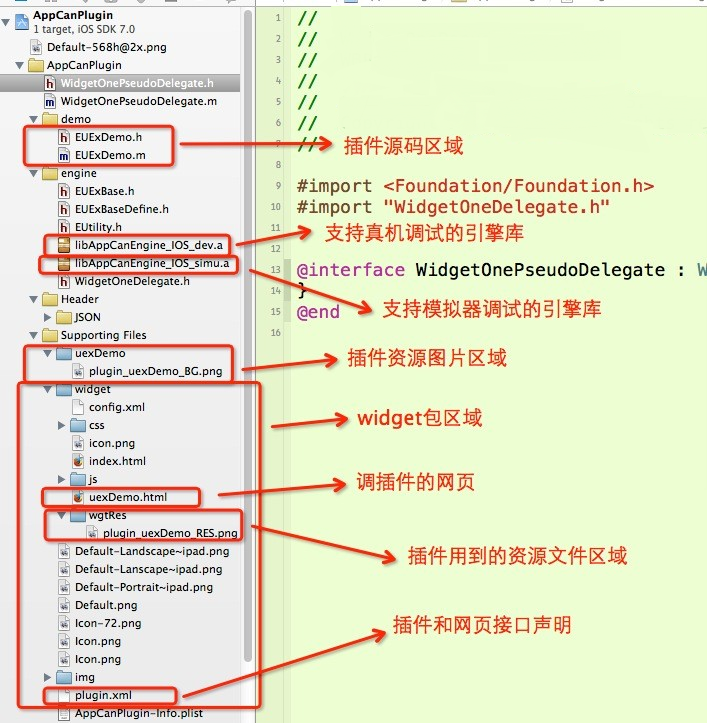 AppCanPlugin
1 target, iOS SDK 7.0
Default-568h@2x.png
AppCanPlugin
WidgetOnePseudoDelegate.h
WidgetOnePseudoDelegate.m
demo
EUExDemo.h
EUExDemo.m
engine
EUExBase.h
EUExBaseDefine.h
EUtility.h
libAppCanEngine_IOS_dev.a
libAppCanEngine_IOS_simu.a
WidgetOneDelegate.h
Header
JSON
Supporting Files
uexDemo
plugin_uexDemo_BG.png
widget
config.xml
css
icon.png
index.html
js
uexDemo.html
wgtRes
plugin_uexDemo_RES.png
Default-Landscape~ipad.png
Default-Lanscape~ipad.png
Default-Portrait~ipad.png
Default.png
Icon-72.png
Icon.png
Icon.png
img
plugin.xml
AppCanPlugin-Info.plist
1 //
2 //
3 //
4 //
5 //
6 //
//
8
9 #import <Foundation/Foundation.h>
10 #import "WidgetOneDelegate.h"
11
12
13 @interface WidgetOnePseudoDelegate : W
14 }
15 @end
16
插件源码区域
支持真机调试的引擎库
支持模拟器调试的引擎库
插件资源图片区域
widget包区域
调插件的网页
插件用到的资源文件区域
插件和网页接口声明